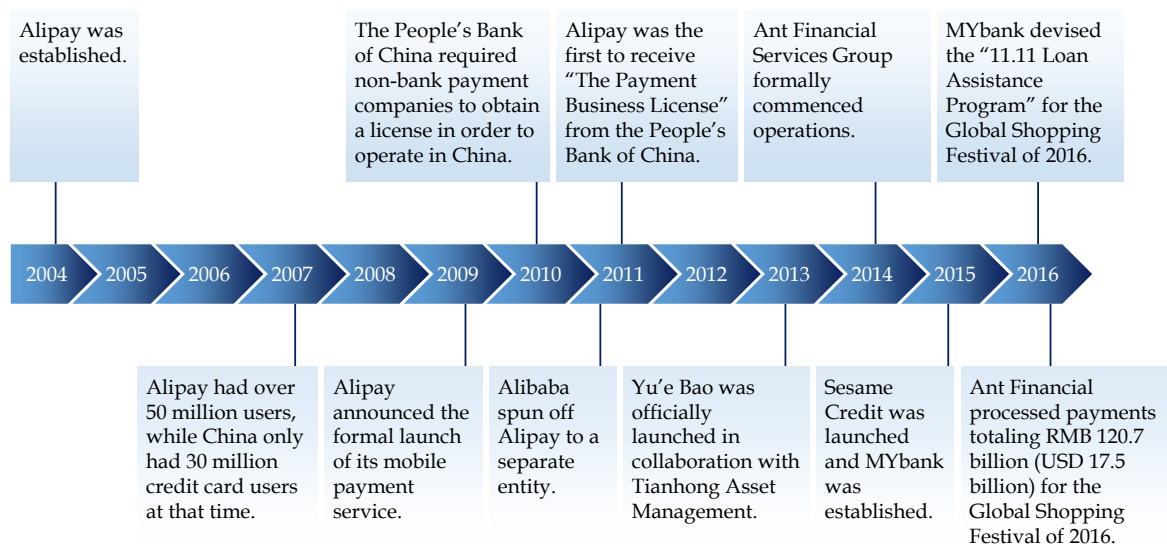 Alipay was
established.
The People’s Bank
of China required
non-bank payment
companies to obtain
a license in order to
operate in China.
Alipay was the
first to receive
“The Payment
Business License”
from the People’s
Bank of China.
Ant Financial
Services Group
formally
commenced
operations.
MYbank devised
the “11.11 Loan
Assistance
Program” for the
Global Shopping
Festival of 2016.
2004
2005
2006
2007
2008
2009
2010
2011
2012
2013
2014
2015
2016
Alipay had over
50 million users,
while China only
had 30 million
credit card users
at that time.
Alipay
announced the
formal launch
of its mobile
payment
service.
Alibaba
spun off
Alipay to a
separate
entity.
Yu’e Bao was
officially
launched in
collaboration with
Tianhong Asset
Management.
Sesame
Credit was
launched
and MYbank
was
established.
Ant Financial
processed payments
totaling RMB 120.7
billion (USD 17.5
billion) for the
Global Shopping
Festival of 2016.